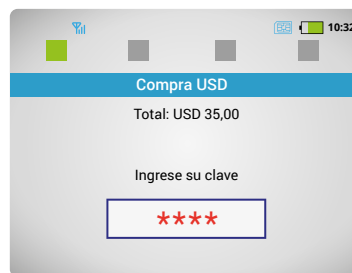 10:32
Compra USD
Total: USD 35,00
Ingrese su clave
****